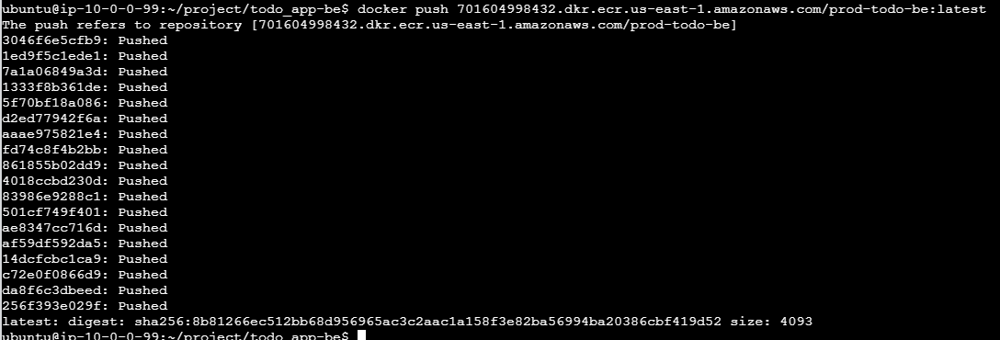 ubuntu@ip-10-0-0-99:~/project/todo_app-be$ docker push 701604998432.dkr.ecr.us-east-1.amazonaws.com/prod-todo-be:latest
The push refers to repository [701604998432.dkr.ecr.us-east-1.amazonaws.com/prod-todo-be]
3046f6e5cfb9: Pushed
1ed9f5c1ede1: Pushed
7a1a06849a3d: Pushed
1333f8b361de: Pushed
5f70bf18a086: Pushed
d2ed77942f6a: Pushed
aaae975821e4: Pushed
fd74c8f4b2bb: Pushed
861855b02dd9: Pushed
4018ccbd230d: Pushed
83986e9288c1: Pushed
501cf749f401: Pushed
ae8347cc716d: Pushed
af59df592da5: Pushed
14dcfcbc1ca9: Pushed
c72e0f0866d9: Pushed
da8f6c3dbeed: Pushed
256f393e029f: Pushed
latest: digest: sha256:8b81266ec512bb68d956965ac3c2aac1a158f3e82ba56994ba20386cbf419d52 size: 4093
ubuntu@ip-10-0-0-99:~/project/todo_app-be$